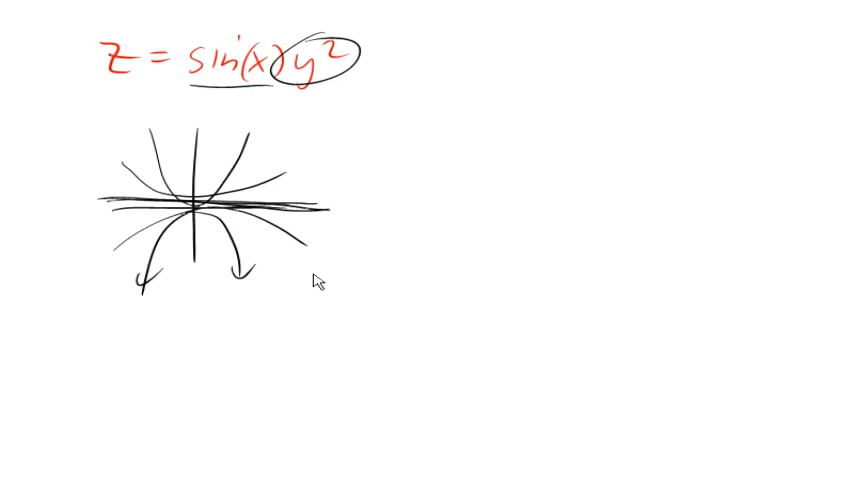 z = sin(x)y²